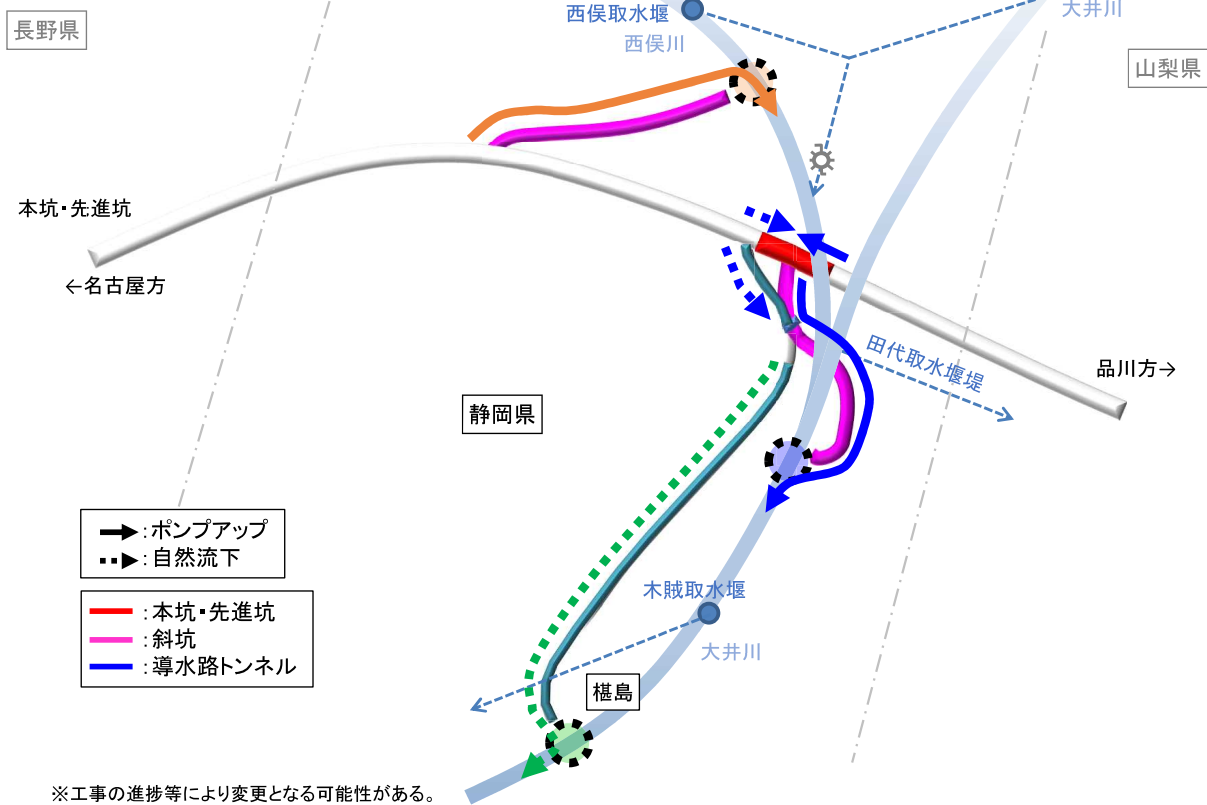 長野県
西俣取水堰
西俣川
大井川
山梨県
本坑・先進坑
←名古屋方
田代取水堰堤
品川方→
静岡県
:ポンプアップ
:自然流下
:本坑・先進坑
:斜坑
:導水路トンネル
木賊取水堰
大井川
椹島
※工事の進捗等により変更となる可能性がある。